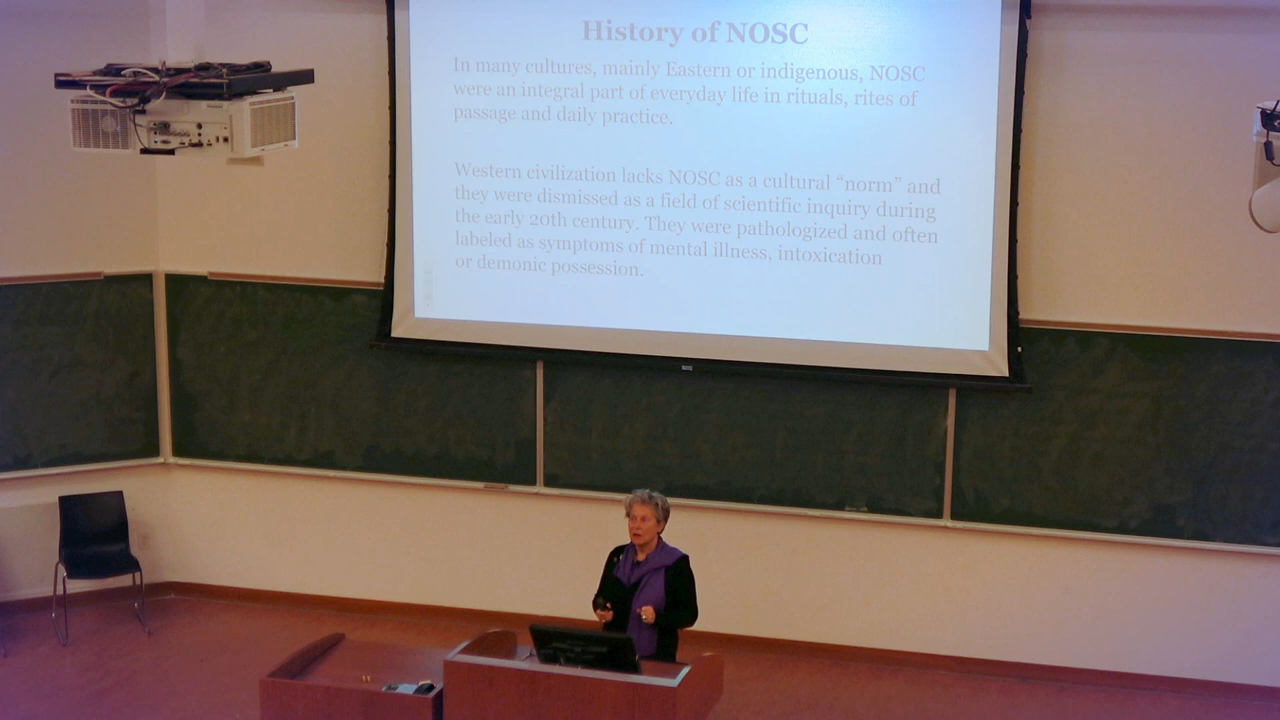 History of NOSC
In many cultures, mainly Eastern or indigenous, NOSC
were an integral part of everyday life in rituals, rites of
passage and daily practice.
Western civilization lacks NOSC as a cultural “norm” and
they were dismissed as a field of scientific inquiry during
the early 20th century. They were pathologized and often
labeled as symptoms of mental illness, intoxication
or demonic possession.